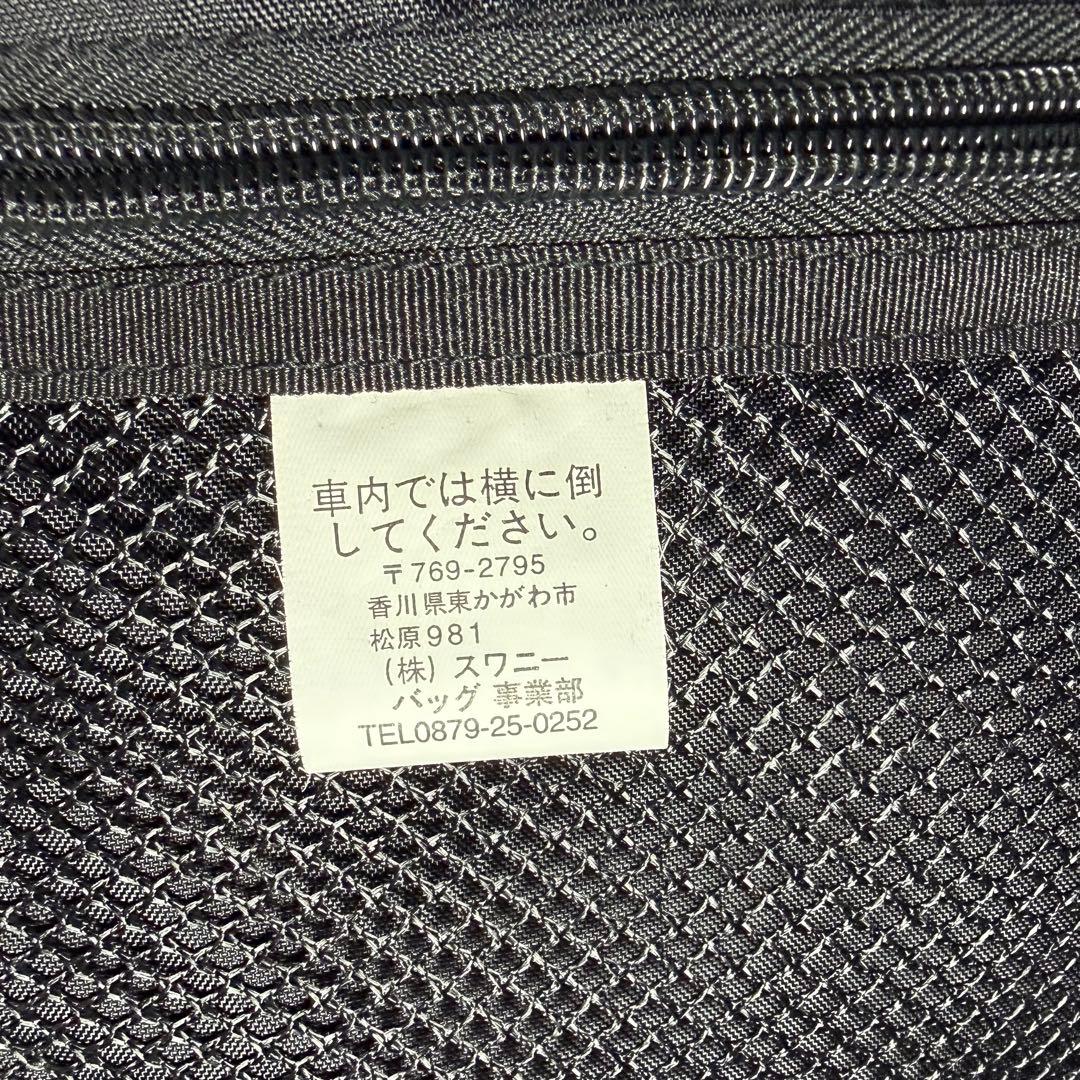 車内では横に倒
してください。
〒769-2795
香川県東かがわ市
松原981
(株) スワニー
バッグ 事業部
TEL0879-25-0252